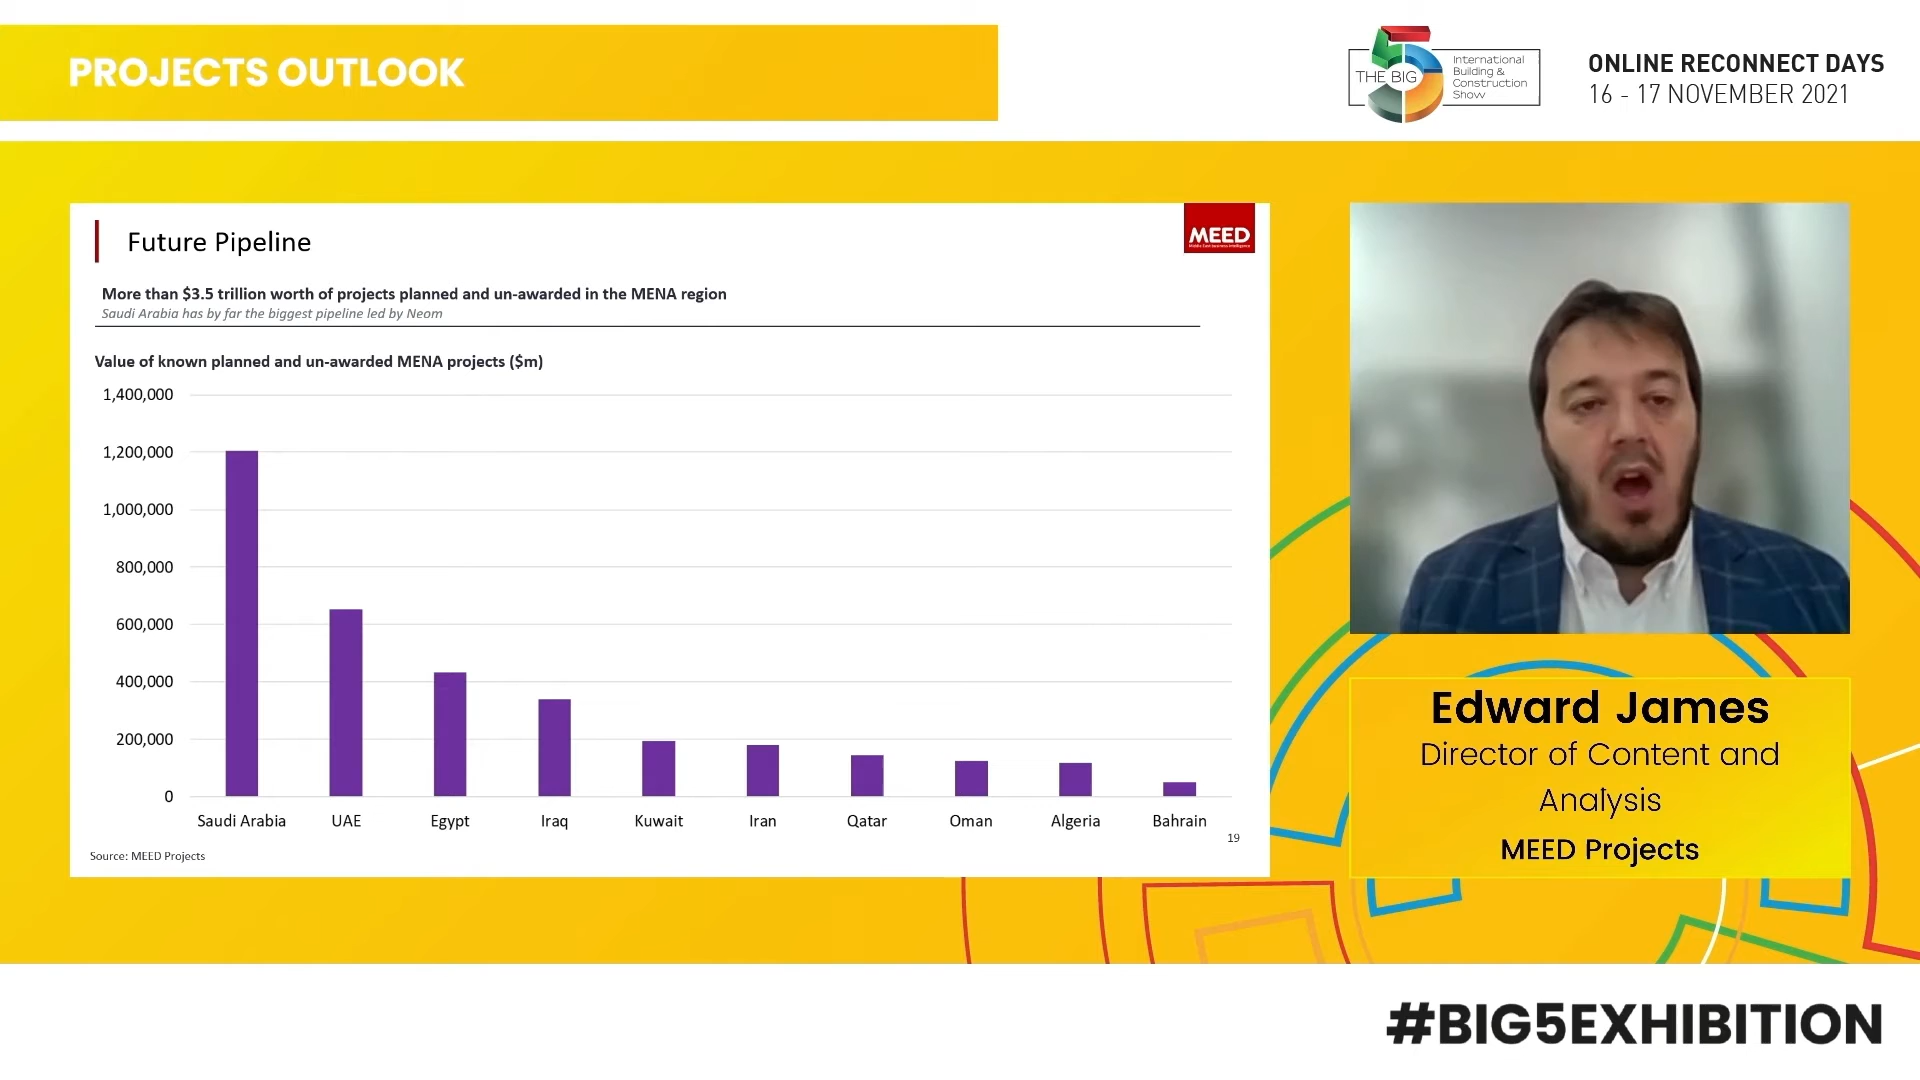 PROJECTS OUTLOOK
THE BIG 5
International
Building &
Construction
Show
ONLINE RECONNECT DAYS
16 - 17 NOVEMBER 2021
Future Pipeline
MEED
Middle East business intelligence
More than $3.5 trillion worth of projects planned and un-awarded in the MENA region
Saudi Arabia has by far the biggest pipeline led by Neom
Value of known planned and un-awarded MENA projects ($m)
1,400,000
1,200,000
1,000,000
800,000
600,000
400,000
200,000
0
Saudi Arabia UAE Egypt Iraq Kuwait Iran Qatar Oman Algeria Bahrain
19
Source: MEED Projects
Edward James
Director of Content and
Analysis
MEED Projects
#BIG5EXHIBITION